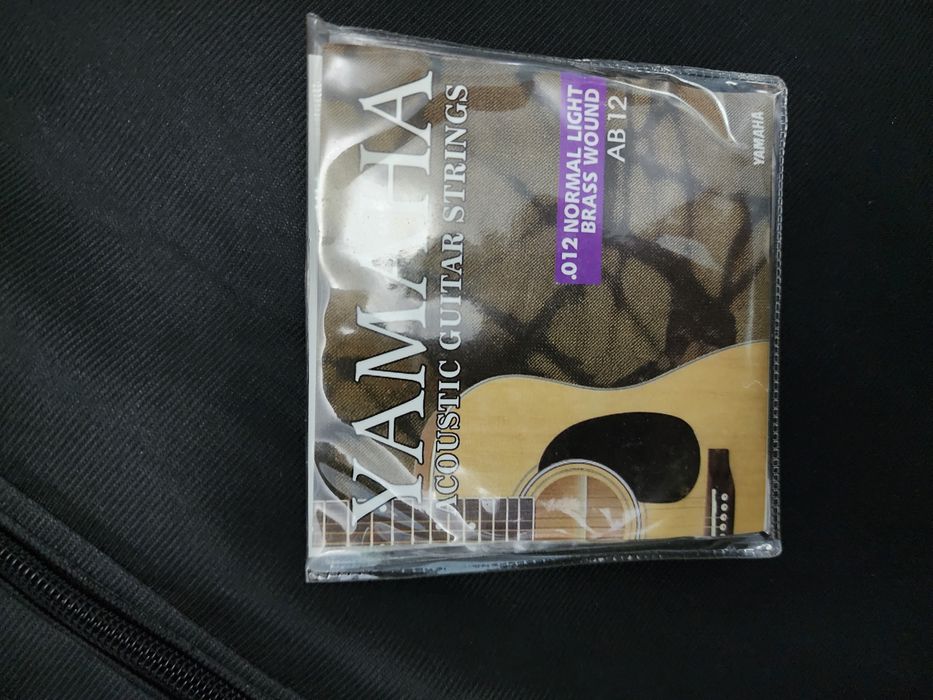 YAMAHA
ACOUSTIC GUITAR STRINGS
.012 NORMAL LIGHT
BRASS WOUND
AB 12
YAMAHA